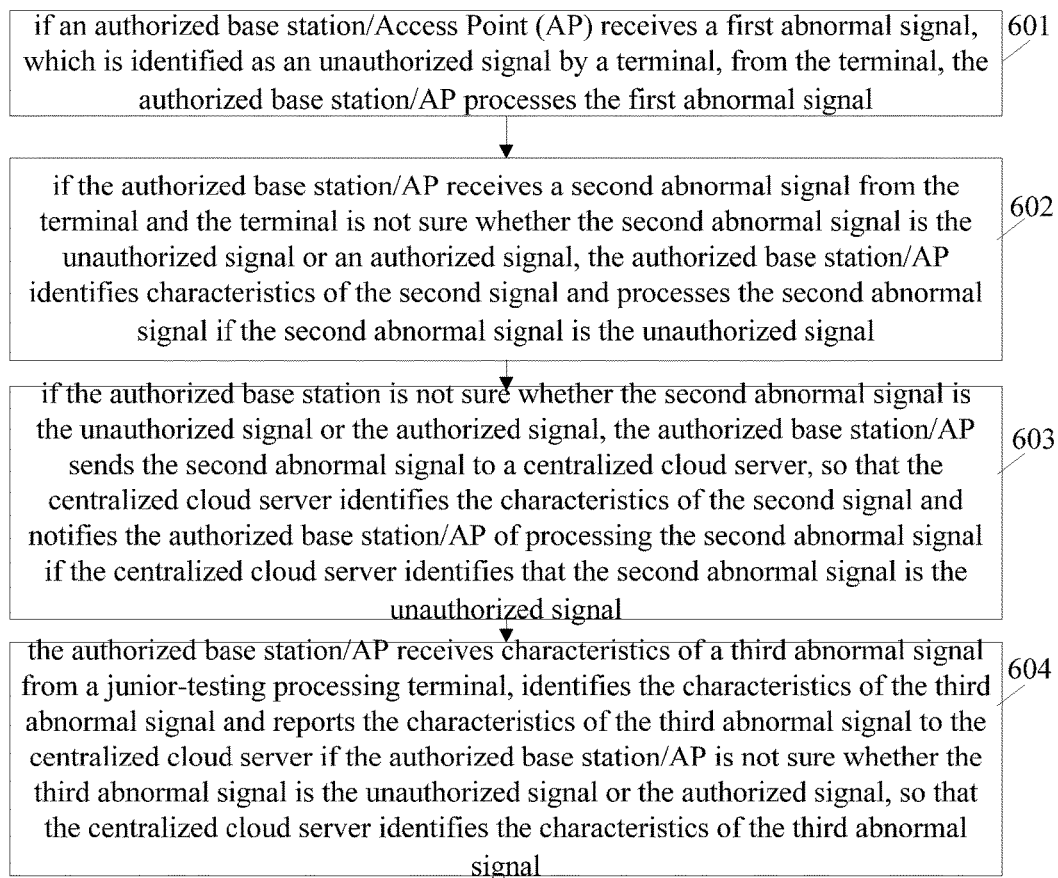 if an authorized base station/Access Point (AP) receives a first abnormal signal,
which is identified as an unauthorized signal by a terminal, from the terminal, the
authorized base station/AP processes the first abnormal signal
601
if the authorized base station/AP receives a second abnormal signal from the
terminal and the terminal is not sure whether the second abnormal signal is the
unauthorized signal or an authorized signal, the authorized base station/AP
identifies characteristics of the second signal and processes the second abnormal
signal if the second abnormal signal is the unauthorized signal
602
if the authorized base station is not sure whether the second abnormal signal is
the unauthorized signal or the authorized signal, the authorized base station/AP
sends the second abnormal signal to a centralized cloud server, so that the
centralized cloud server identifies the characteristics of the second signal and
notifies the authorized base station/AP of processing the second abnormal signal
if the centralized cloud server identifies that the second abnormal signal is the
unauthorized signal
603
the authorized base station/AP receives characteristics of a third abnormal signal
from a junior-testing processing terminal, identifies the characteristics of the third
abnormal signal and reports the characteristics of the third abnormal signal to the
centralized cloud server if the authorized base station/AP is not sure whether the
third abnormal signal is the unauthorized signal or the authorized signal, so that
the centralized cloud server identifies the characteristics of the third abnormal
signal
604